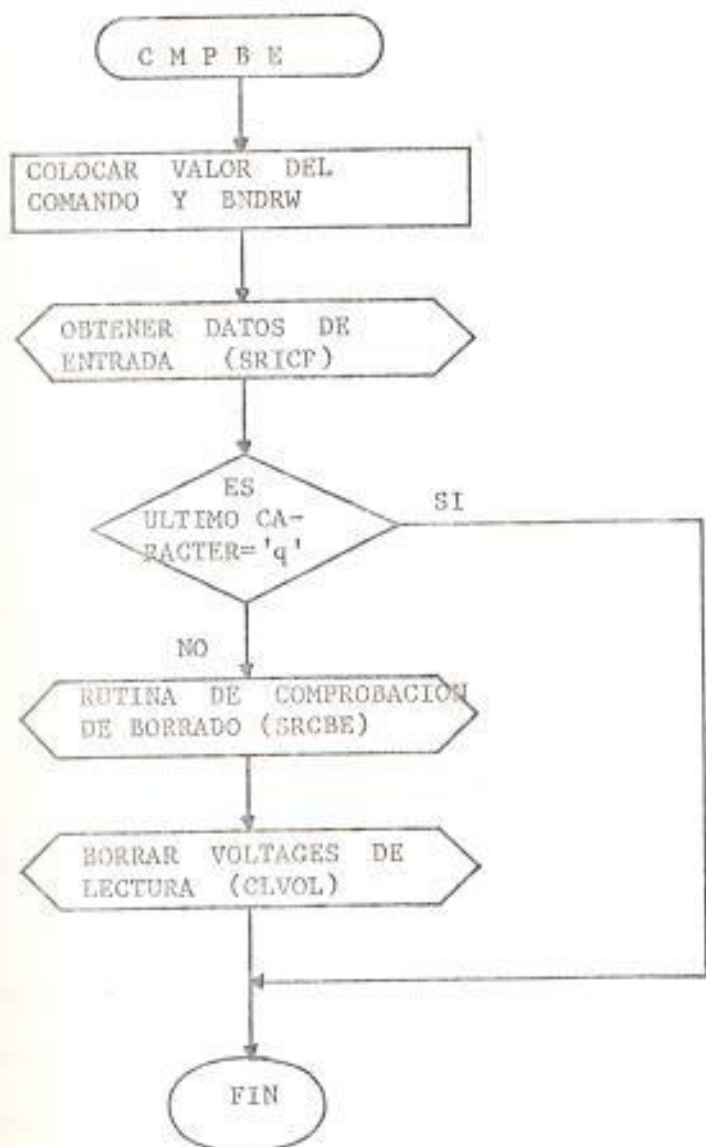 C M P B E
COLOCAR VALOR DEL
COMANDO Y BNDRW
OBTENER DATOS DE
ENTRADA (SRICF)
ES
ULTIMO CA-
RACTER='q'
SI
NO
RUTINA DE COMPROBACION
DE BORRADO (SRCBE)
BORRAR VOLTAGES DE
LECTURA (CLVOL)
FIN